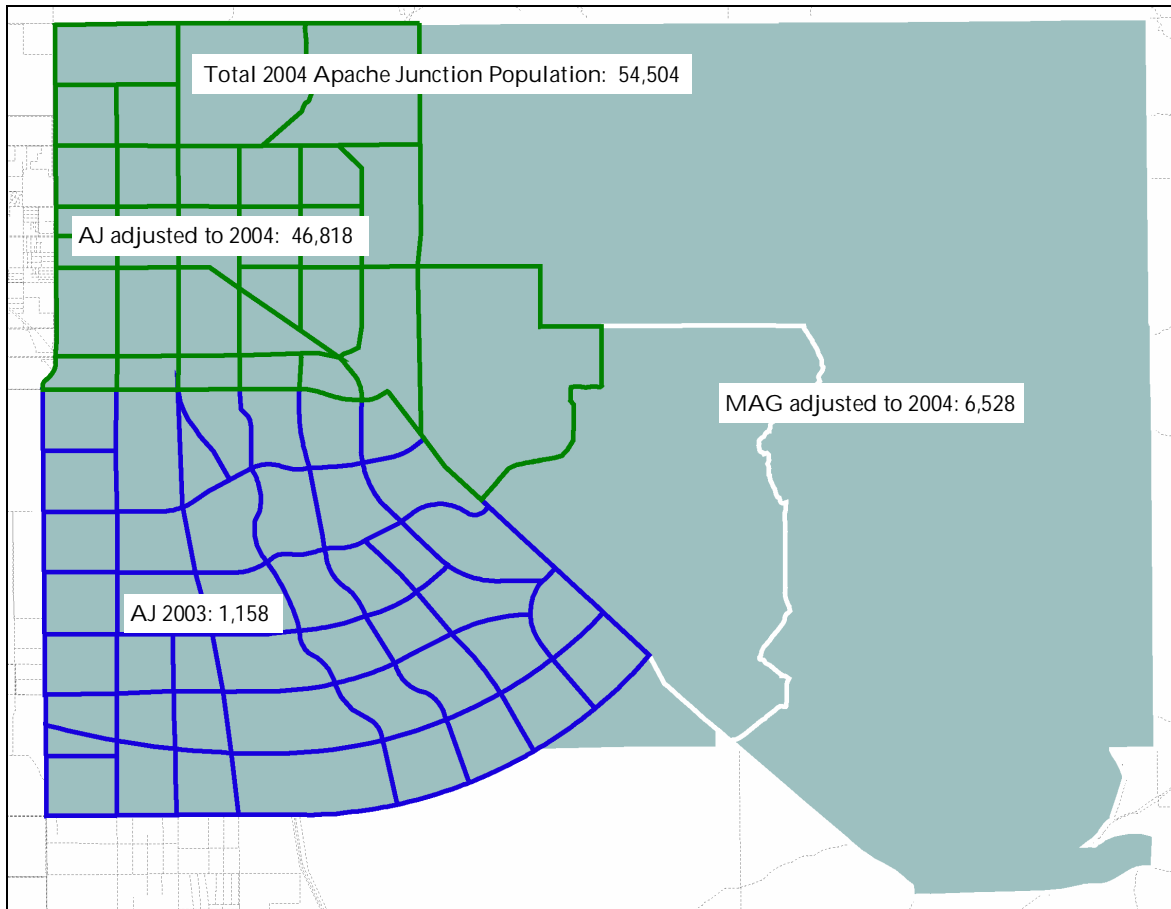 Total 2004 Apache Junction Population: 54,504
AJ adjusted to 2004: 46,818
MAG adjusted to 2004: 6,528
AJ 2003: 1,158